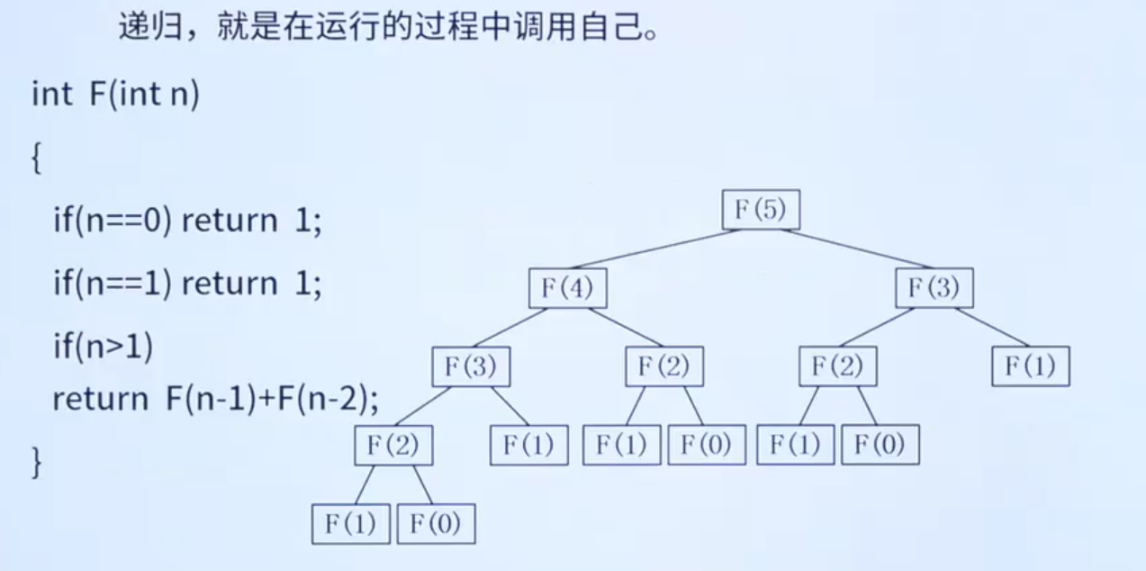 递归，就是在运行的过程中调用自己。
int F(int n)
{
if(n==0) return 1;
if(n==1) return 1;
if(n>1)
return F(n-1)+F(n-2);
}
F(5)
F(4) F(3)
F(3) F(2) F(2) F(1)
F(2) F(1) F(1) F(0) F(1) F(0)
F(1) F(0)